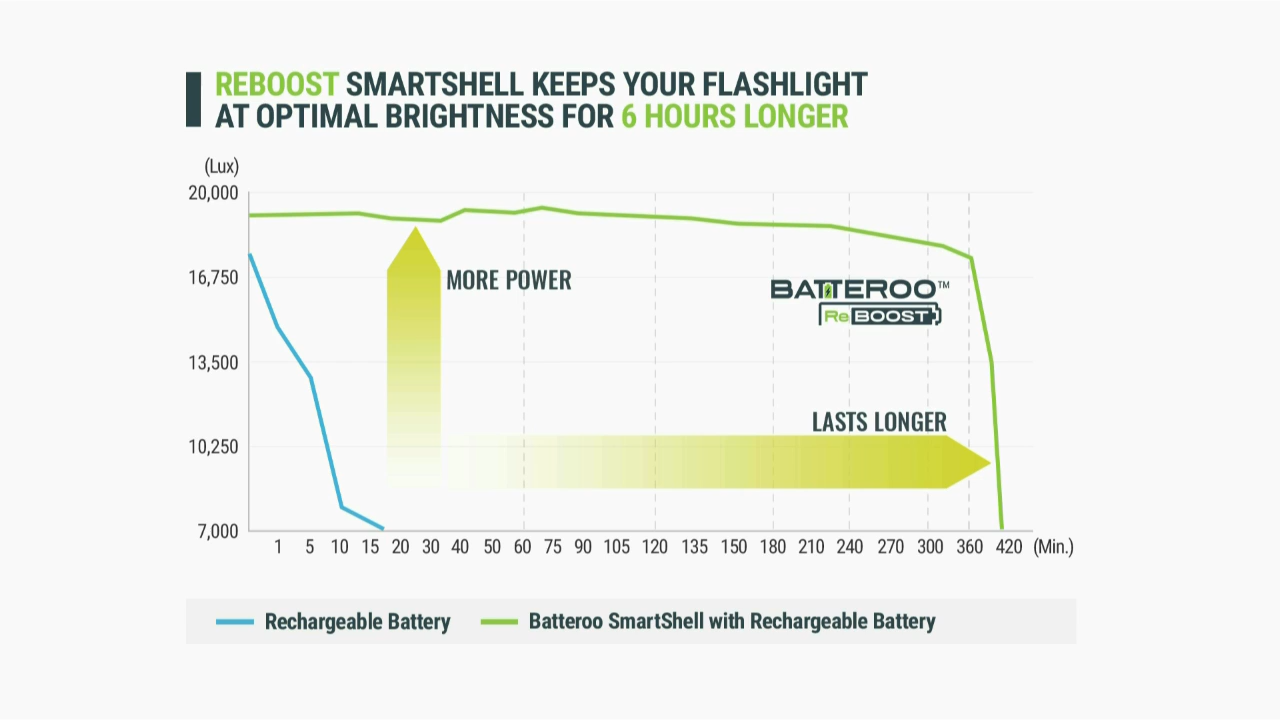 REBOOST SMARTSHELL KEEPS YOUR FLASHLIGHT
AT OPTIMAL BRIGHTNESS FOR 6 HOURS LONGER
(Lux)
20,000
16,750
MORE POWER
BATTEROO™
ReBOOST
13,500
LASTS LONGER
10,250
7,000
1 5 10 15 20 30 40 50 60 75 90 105 120 135 150 180 210 240 270 300 360 420 (Min.)
Rechargeable Battery Batteroo SmartShell with Rechargeable Battery